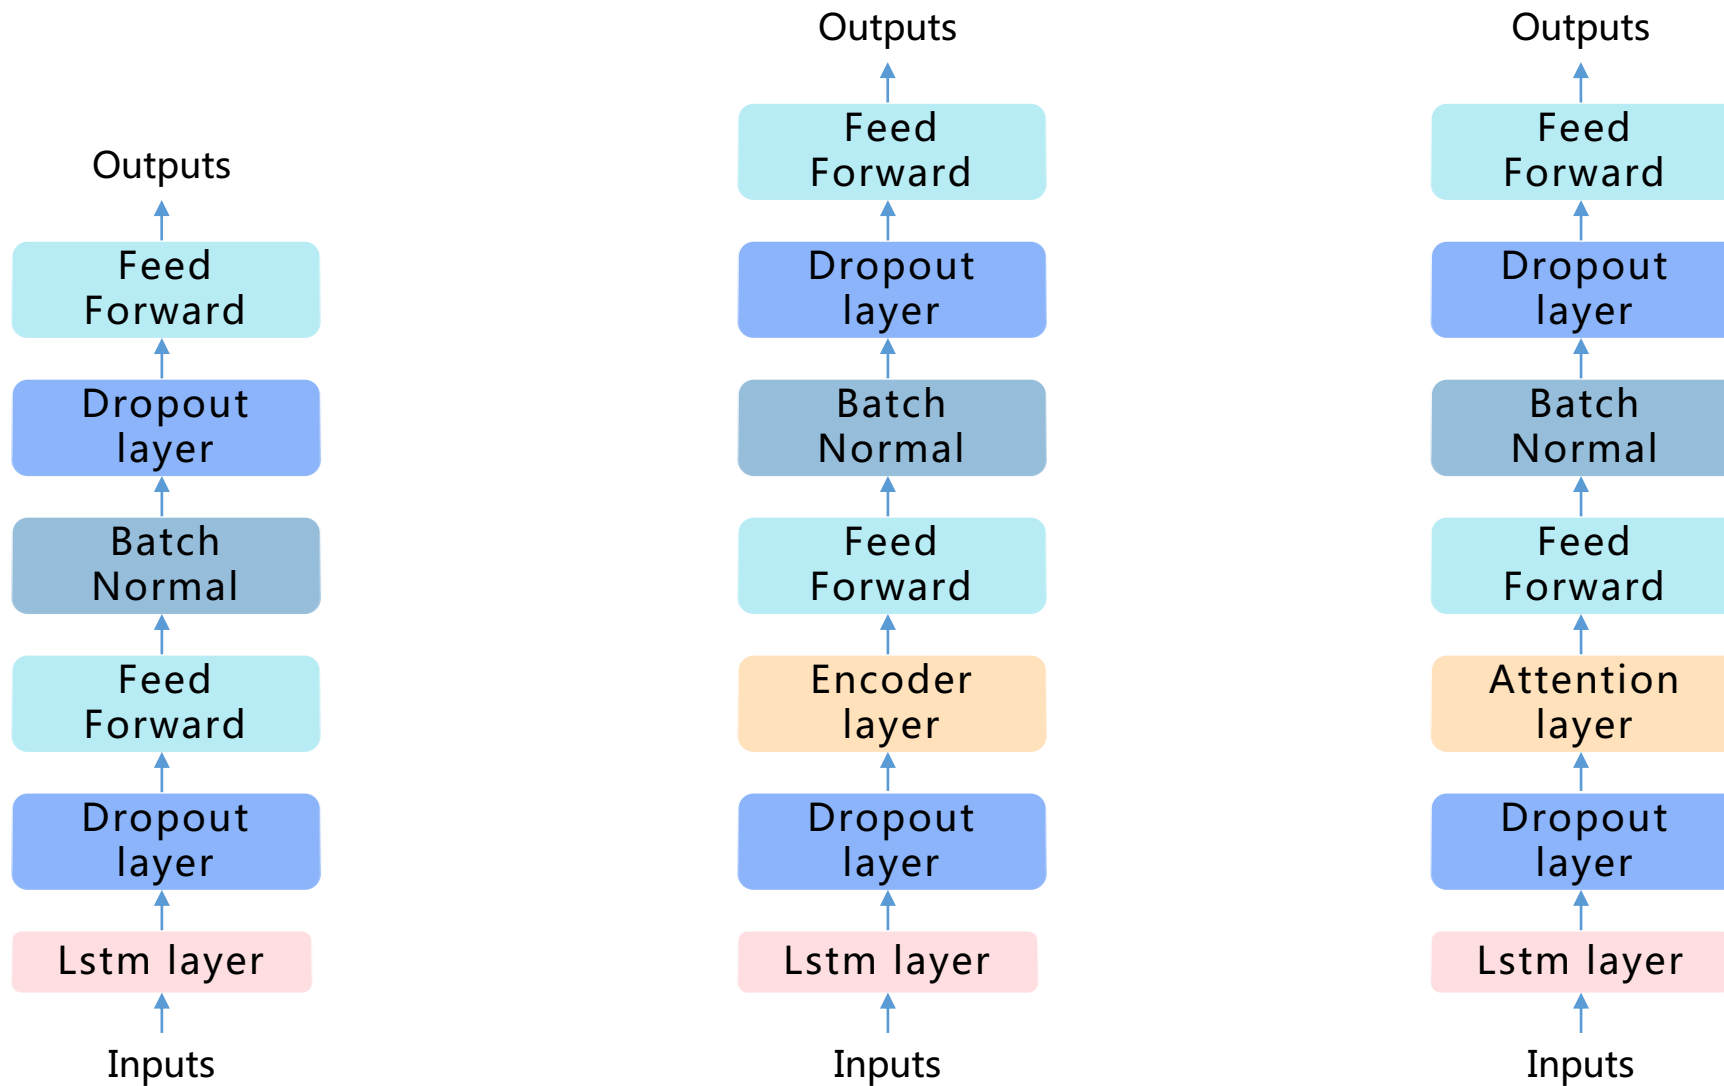 Outputs
Feed
Forward
Dropout
layer
Batch
Normal
Feed
Forward
Dropout
layer
Lstm layer
Inputs
Outputs
Feed
Forward
Dropout
layer
Batch
Normal
Feed
Forward
Encoder
layer
Dropout
layer
Lstm layer
Inputs
Outputs
Feed
Forward
Dropout
layer
Batch
Normal
Feed
Forward
Attention
layer
Dropout
layer
Lstm layer
Inputs